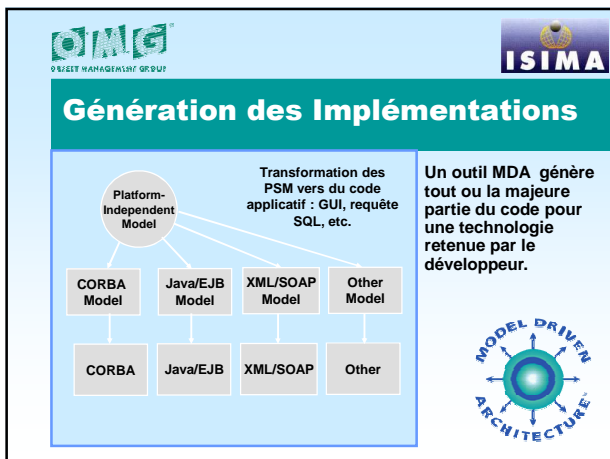 OMG
OBJECT MANAGEMENT GROUP
ISIMA
Génération des Implémentations
Transformation des
PSM vers du code
applicatif : GUI, requête
SQL, etc.
Platform-
Independent
Model
CORBA
Model
Java/EJB
Model
XML/SOAP
Model
Other
Model
CORBA
Java/EJB
XML/SOAP
Other
Un outil MDA génère
tout ou la majeure
partie du code pour
une technologie
retenue par le
développeur.
MODEL DRIVEN
ARCHITECTURE